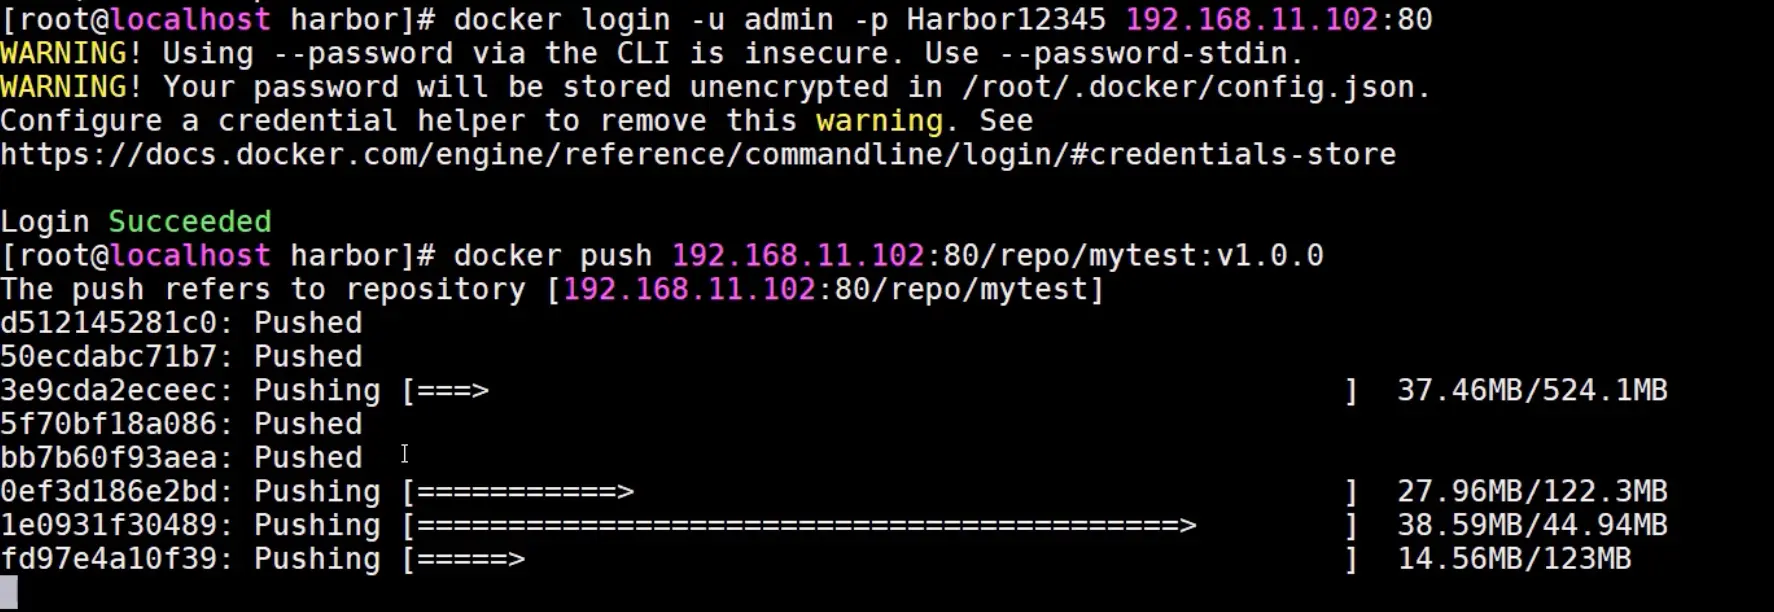 [root@localhost harbor]# docker login -u admin -p Harbor12345 192.168.11.102:80
WARNING! Using --password via the CLI is insecure. Use --password-stdin.
WARNING! Your password will be stored unencrypted in /root/.docker/config.json.
Configure a credential helper to remove this warning. See
https://docs.docker.com/engine/reference/commandline/login/#credentials-store
Login Succeeded
[root@localhost harbor]# docker push 192.168.11.102:80/repo/mytest:v1.0.0
The push refers to repository [192.168.11.102:80/repo/mytest]
d512145281c0: Pushed
50ecdabc71b7: Pushed
3e9cda2eceec: Pushing [===> ] 37.46MB/524.1MB
5f70bf18a086: Pushed
bb7b60f93aea: Pushed
0ef3d186e2bd: Pushing [===========> ] 27.96MB/122.3MB
1e0931f30489: Pushing [==========================================> ] 38.59MB/44.94MB
fd97e4a10f39: Pushing [=====> ] 14.56MB/123MB